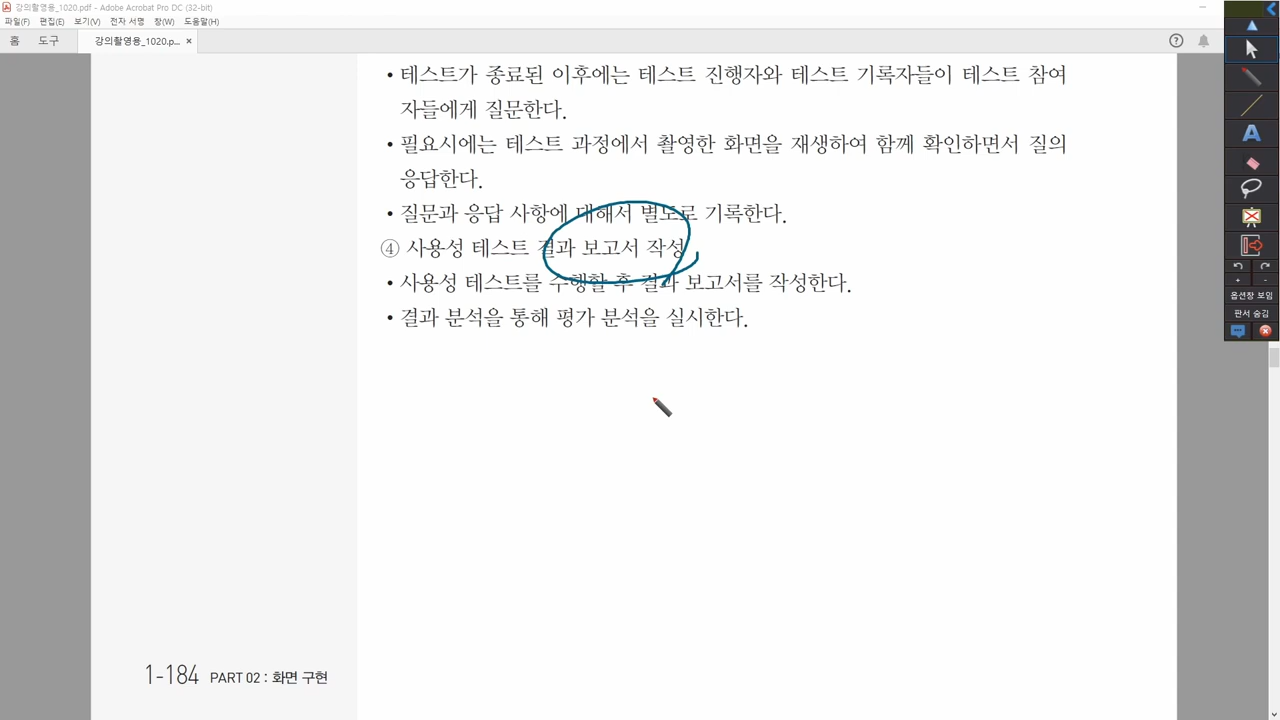 강의촬영용_1020.pdf - Adobe Acrobat Pro DC (32-bit)
파일(F) 편집(E) 보기(V) 전자 서명 창(W) 도움말(H)
홈 도구 강의촬영용_1020.p... ×
• 테스트가 종료된 이후에는 테스트 진행자와 테스트 기록자들이 테스트 참여
자들에게 질문한다.
• 필요시에는 테스트 과정에서 촬영한 화면을 재생하여 함께 확인하면서 질의
응답한다.
• 질문과 응답 사항에 대해서 별도로 기록한다.
④ 사용성 테스트 결과 보고서 작성
• 사용성 테스트를 수행할 후 결과 보고서를 작성한다.
• 결과 분석을 통해 평가 분석을 실시한다.
1-184 PART 02 : 화면 구현
A
+ -
옵션장 보임
판서 숨김